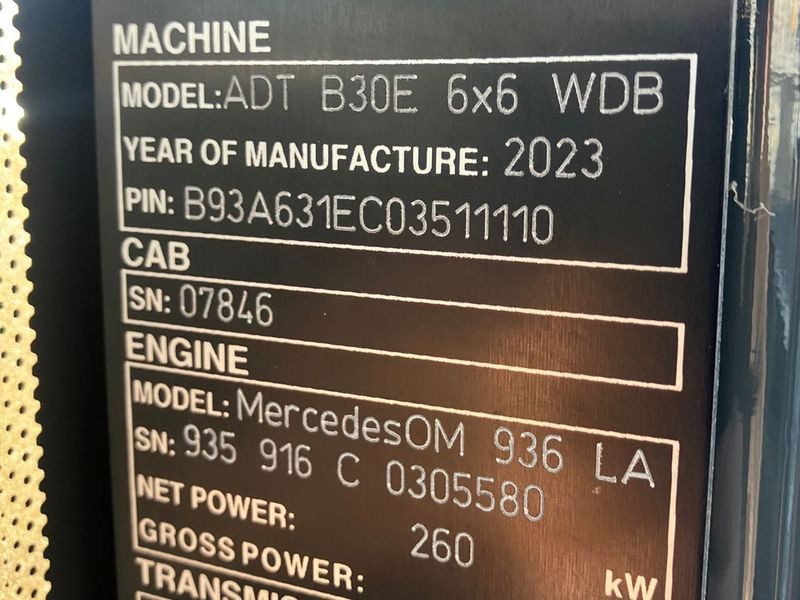 MACHINE
MODEL: ADT B30E 6x6 WDB
YEAR OF MANUFACTURE: 2023
PIN: B93A631EC03511110
CAB
SN: 07846
ENGINE
MODEL: MercedesOM 936 LA
SN: 935 916 C 0305580
NET POWER: 260
GROSS POWER: kW